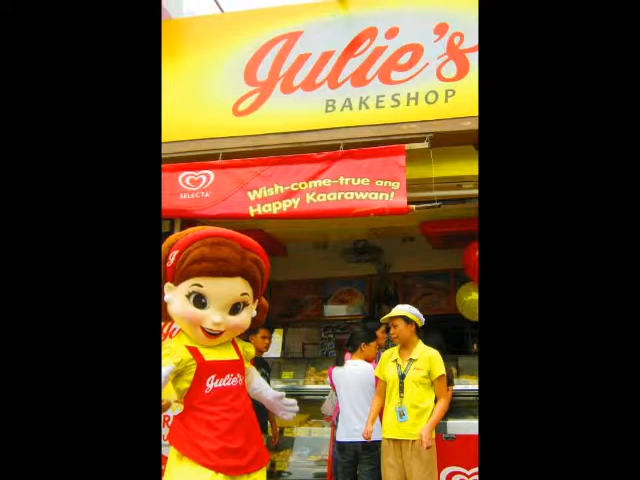 Julie's
BAKESHOP
SELECTA
Wish-come-true ang
Happy Kaarawan!
Julie's